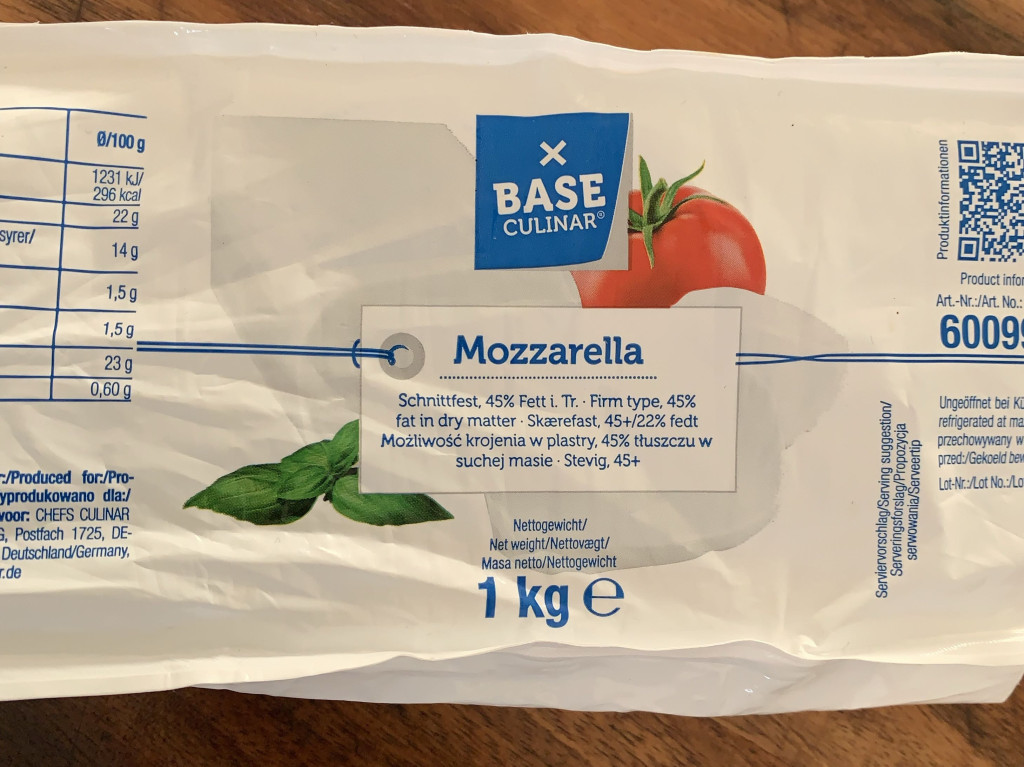 Ø/100 g
1231 kJ/
296 kcal
22 g
syrer/
14 g
1,5 g
1,5 g
23 g
0,60 g
:/Produced for:/Pro-
yprodukowano dla:/
voor: CHEFS CULINAR
G, Postfach 1725, DE-
Deutschland/Germany,
r.de
× BASE
CULINAR®
Mozzarella
Schnittfest, 45% Fett i. Tr. · Firm type, 45%
fat in dry matter · Skærefast, 45+/22% fedt
Możliwość krojenia w plastry, 45% tłuszczu w
suchej masie · Stevig, 45+
Nettogewicht/
Net weight/Nettovægt/
Masa netto/Nettogewicht
1 kg e
Serviervorschlag/Serving suggestion/
Serveringsforslag/Propozycja
serwowania/Serveertip
Produktinformationen
Product infor
Art.-Nr.:/Art. No.:
6009
Ungeöffnet bei Kü
refrigerated at ma
przechowywany w
przed:/Gekoeld bew
Lot-Nr.:/Lot No.:/Lo